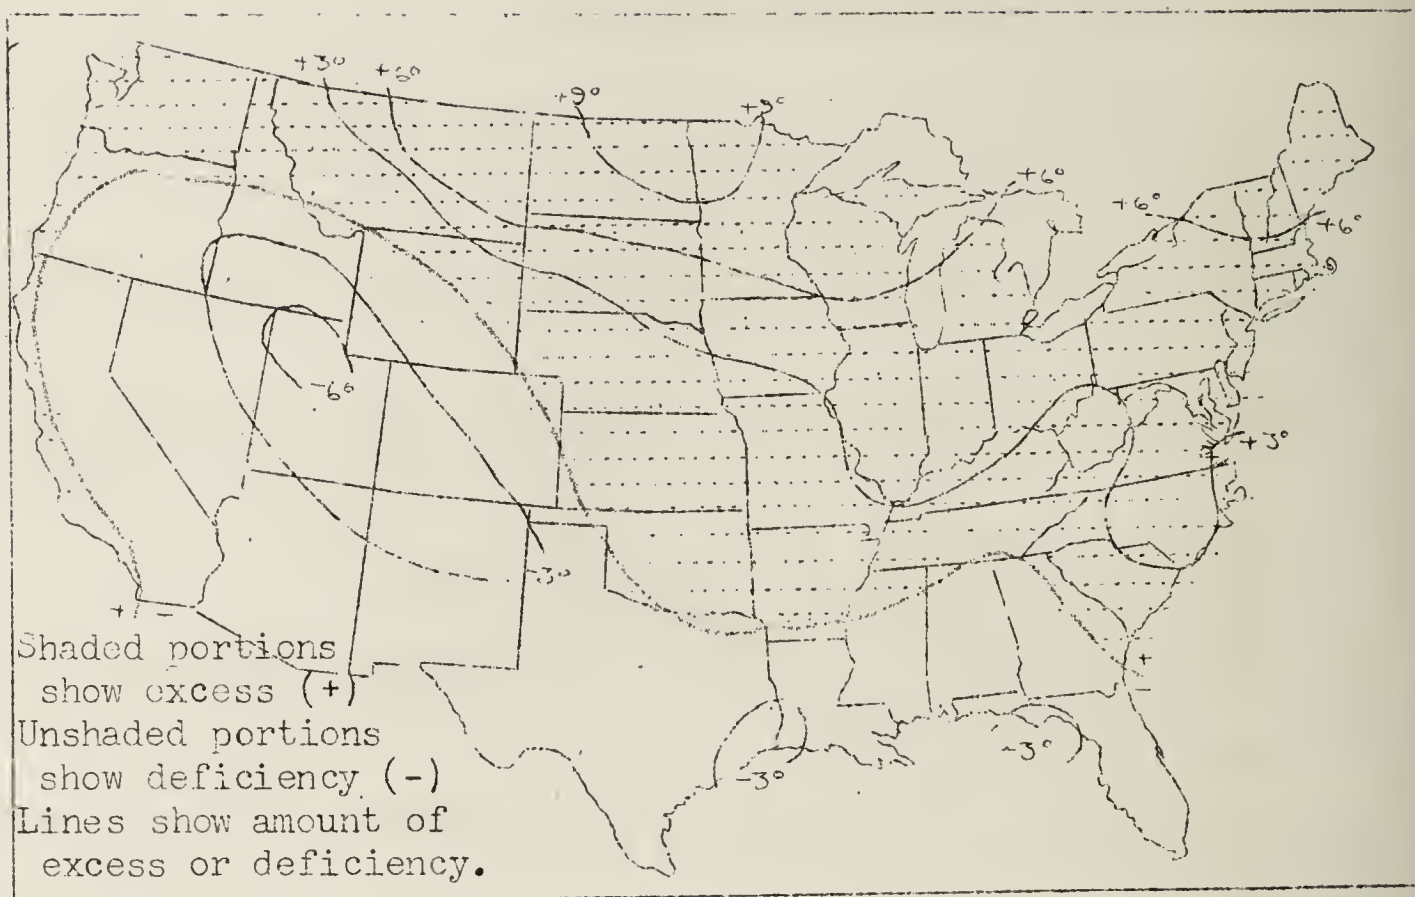 +3° +6° +9° +9°
+6° +6° +6°
-6°
+3°
-3°
+ -
+
-
-3° -3°
Shaded portions
show excess (+)
Unshaded portions
show deficiency (-)
Lines show amount of
excess or deficiency.